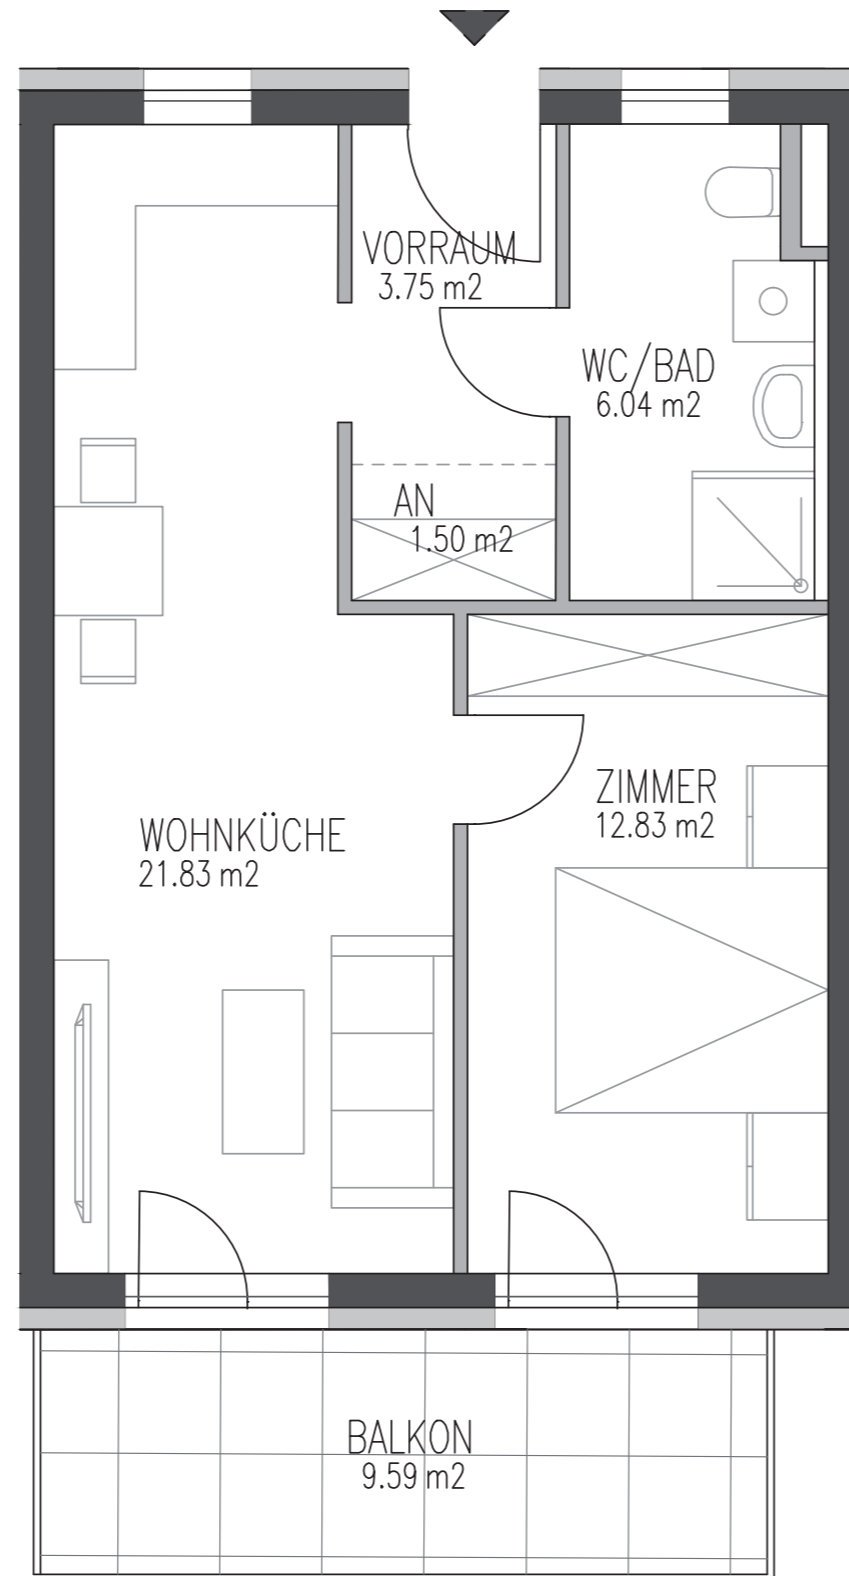 VORRAUM
3.75 m2
WC/BAD
6.04 m2
AN
1.50 m2
ZIMMER
12.83 m2
WOHNKÜCHE
21.83 m2
BALKON
9.59 m2